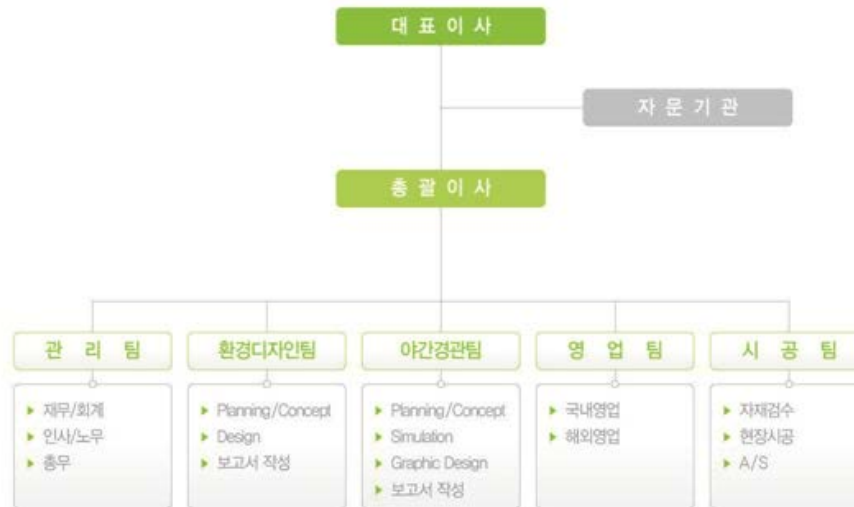 대표이사
자문기관
총괄이사
관리팀
환경디자인팀
야간경관팀
영업팀
시공팀
재무/회계
인사/노무
총무
Planning/Concept
Design
보고서 작성
Planning/Concept
Simulation
Graphic Design
보고서 작성
국내영업
해외영업
자재검수
현장시공
A/S